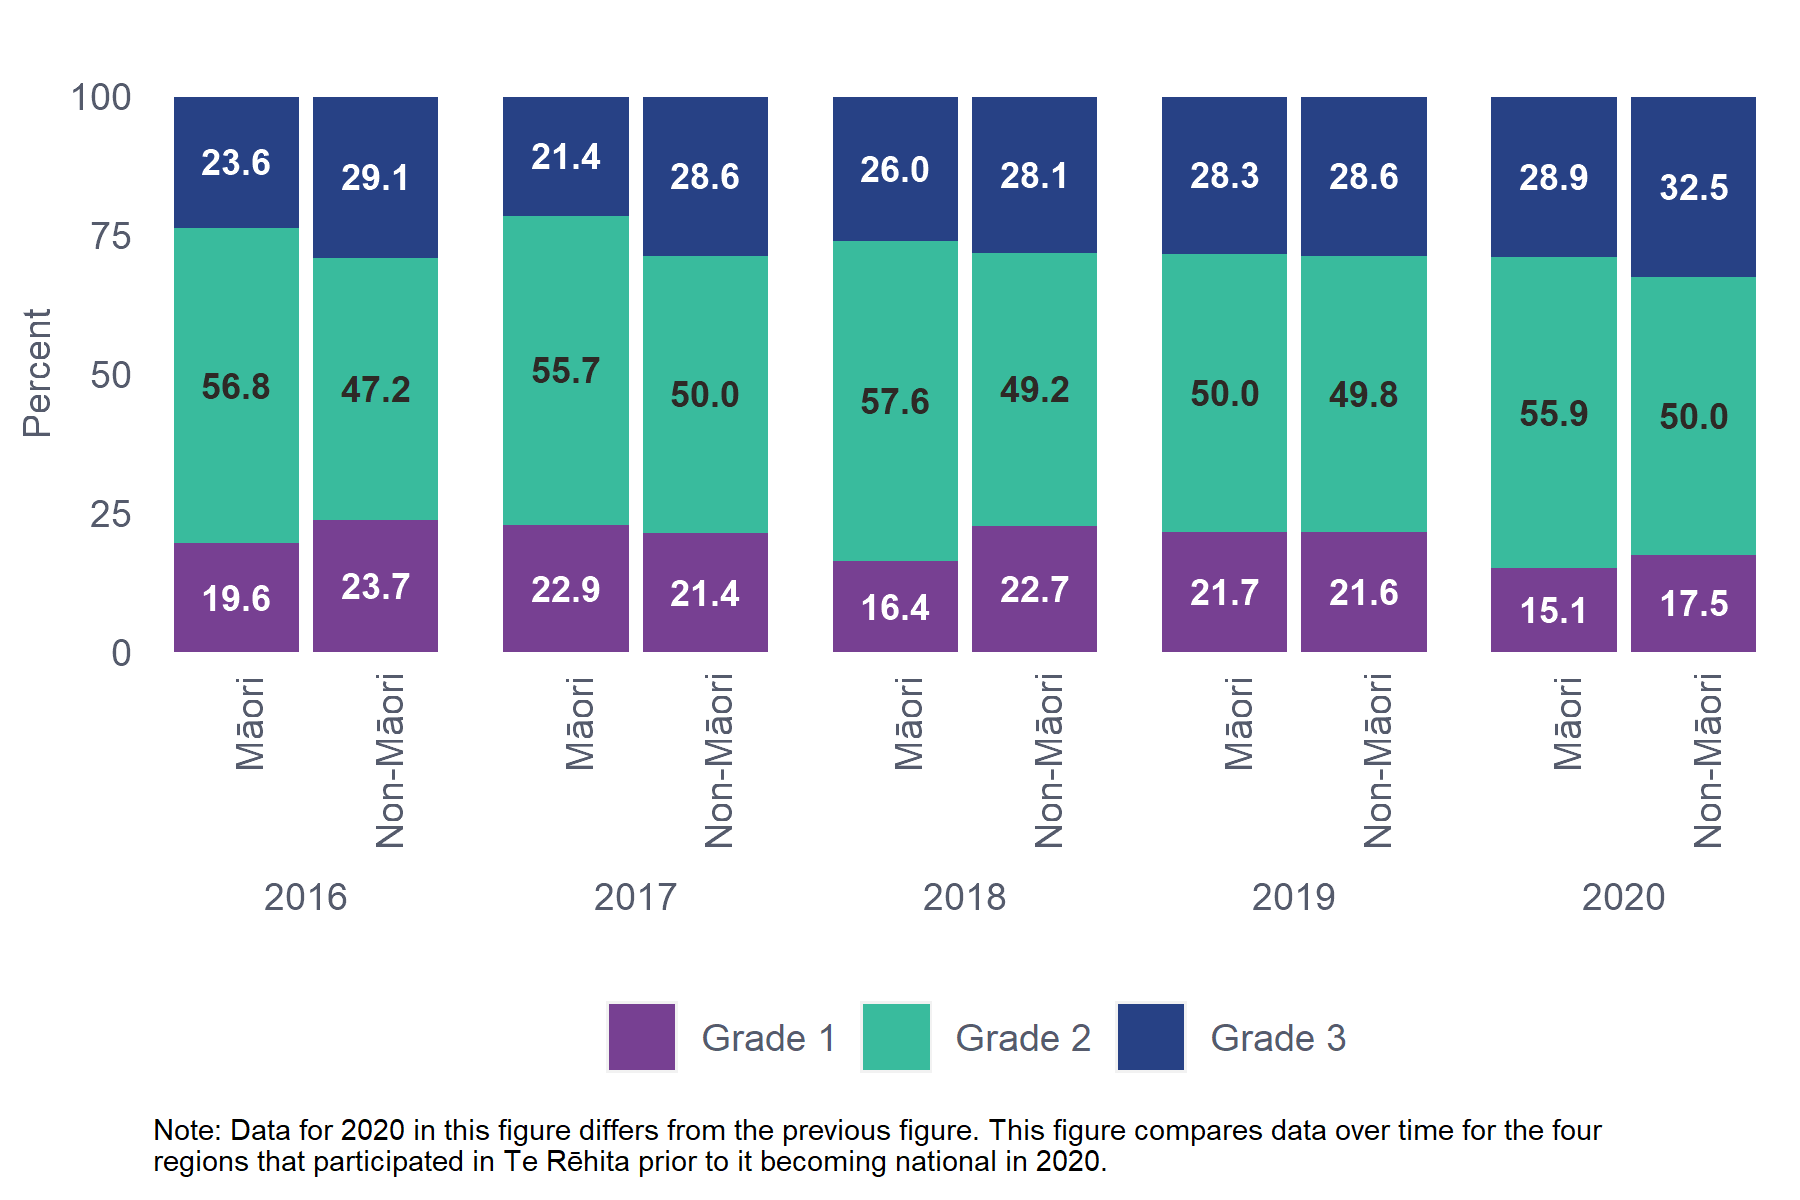 100
75
50
25
0
Percent
23.6
56.8
19.6
29.1
47.2
23.7
21.4
55.7
22.9
28.6
50.0
21.4
26.0
57.6
16.4
28.1
49.2
22.7
28.3
50.0
21.7
28.6
49.8
21.6
28.9
55.9
15.1
32.5
50.0
17.5
Māori
Non-Māori
Māori
Non-Māori
Māori
Non-Māori
Māori
Non-Māori
Māori
Non-Māori
2016
2017
2018
2019
2020
Grade 1
Grade 2
Grade 3
Note: Data for 2020 in this figure differs from the previous figure. This figure compares data over time for the four
regions that participated in Te Rēhita prior to it becoming national in 2020.